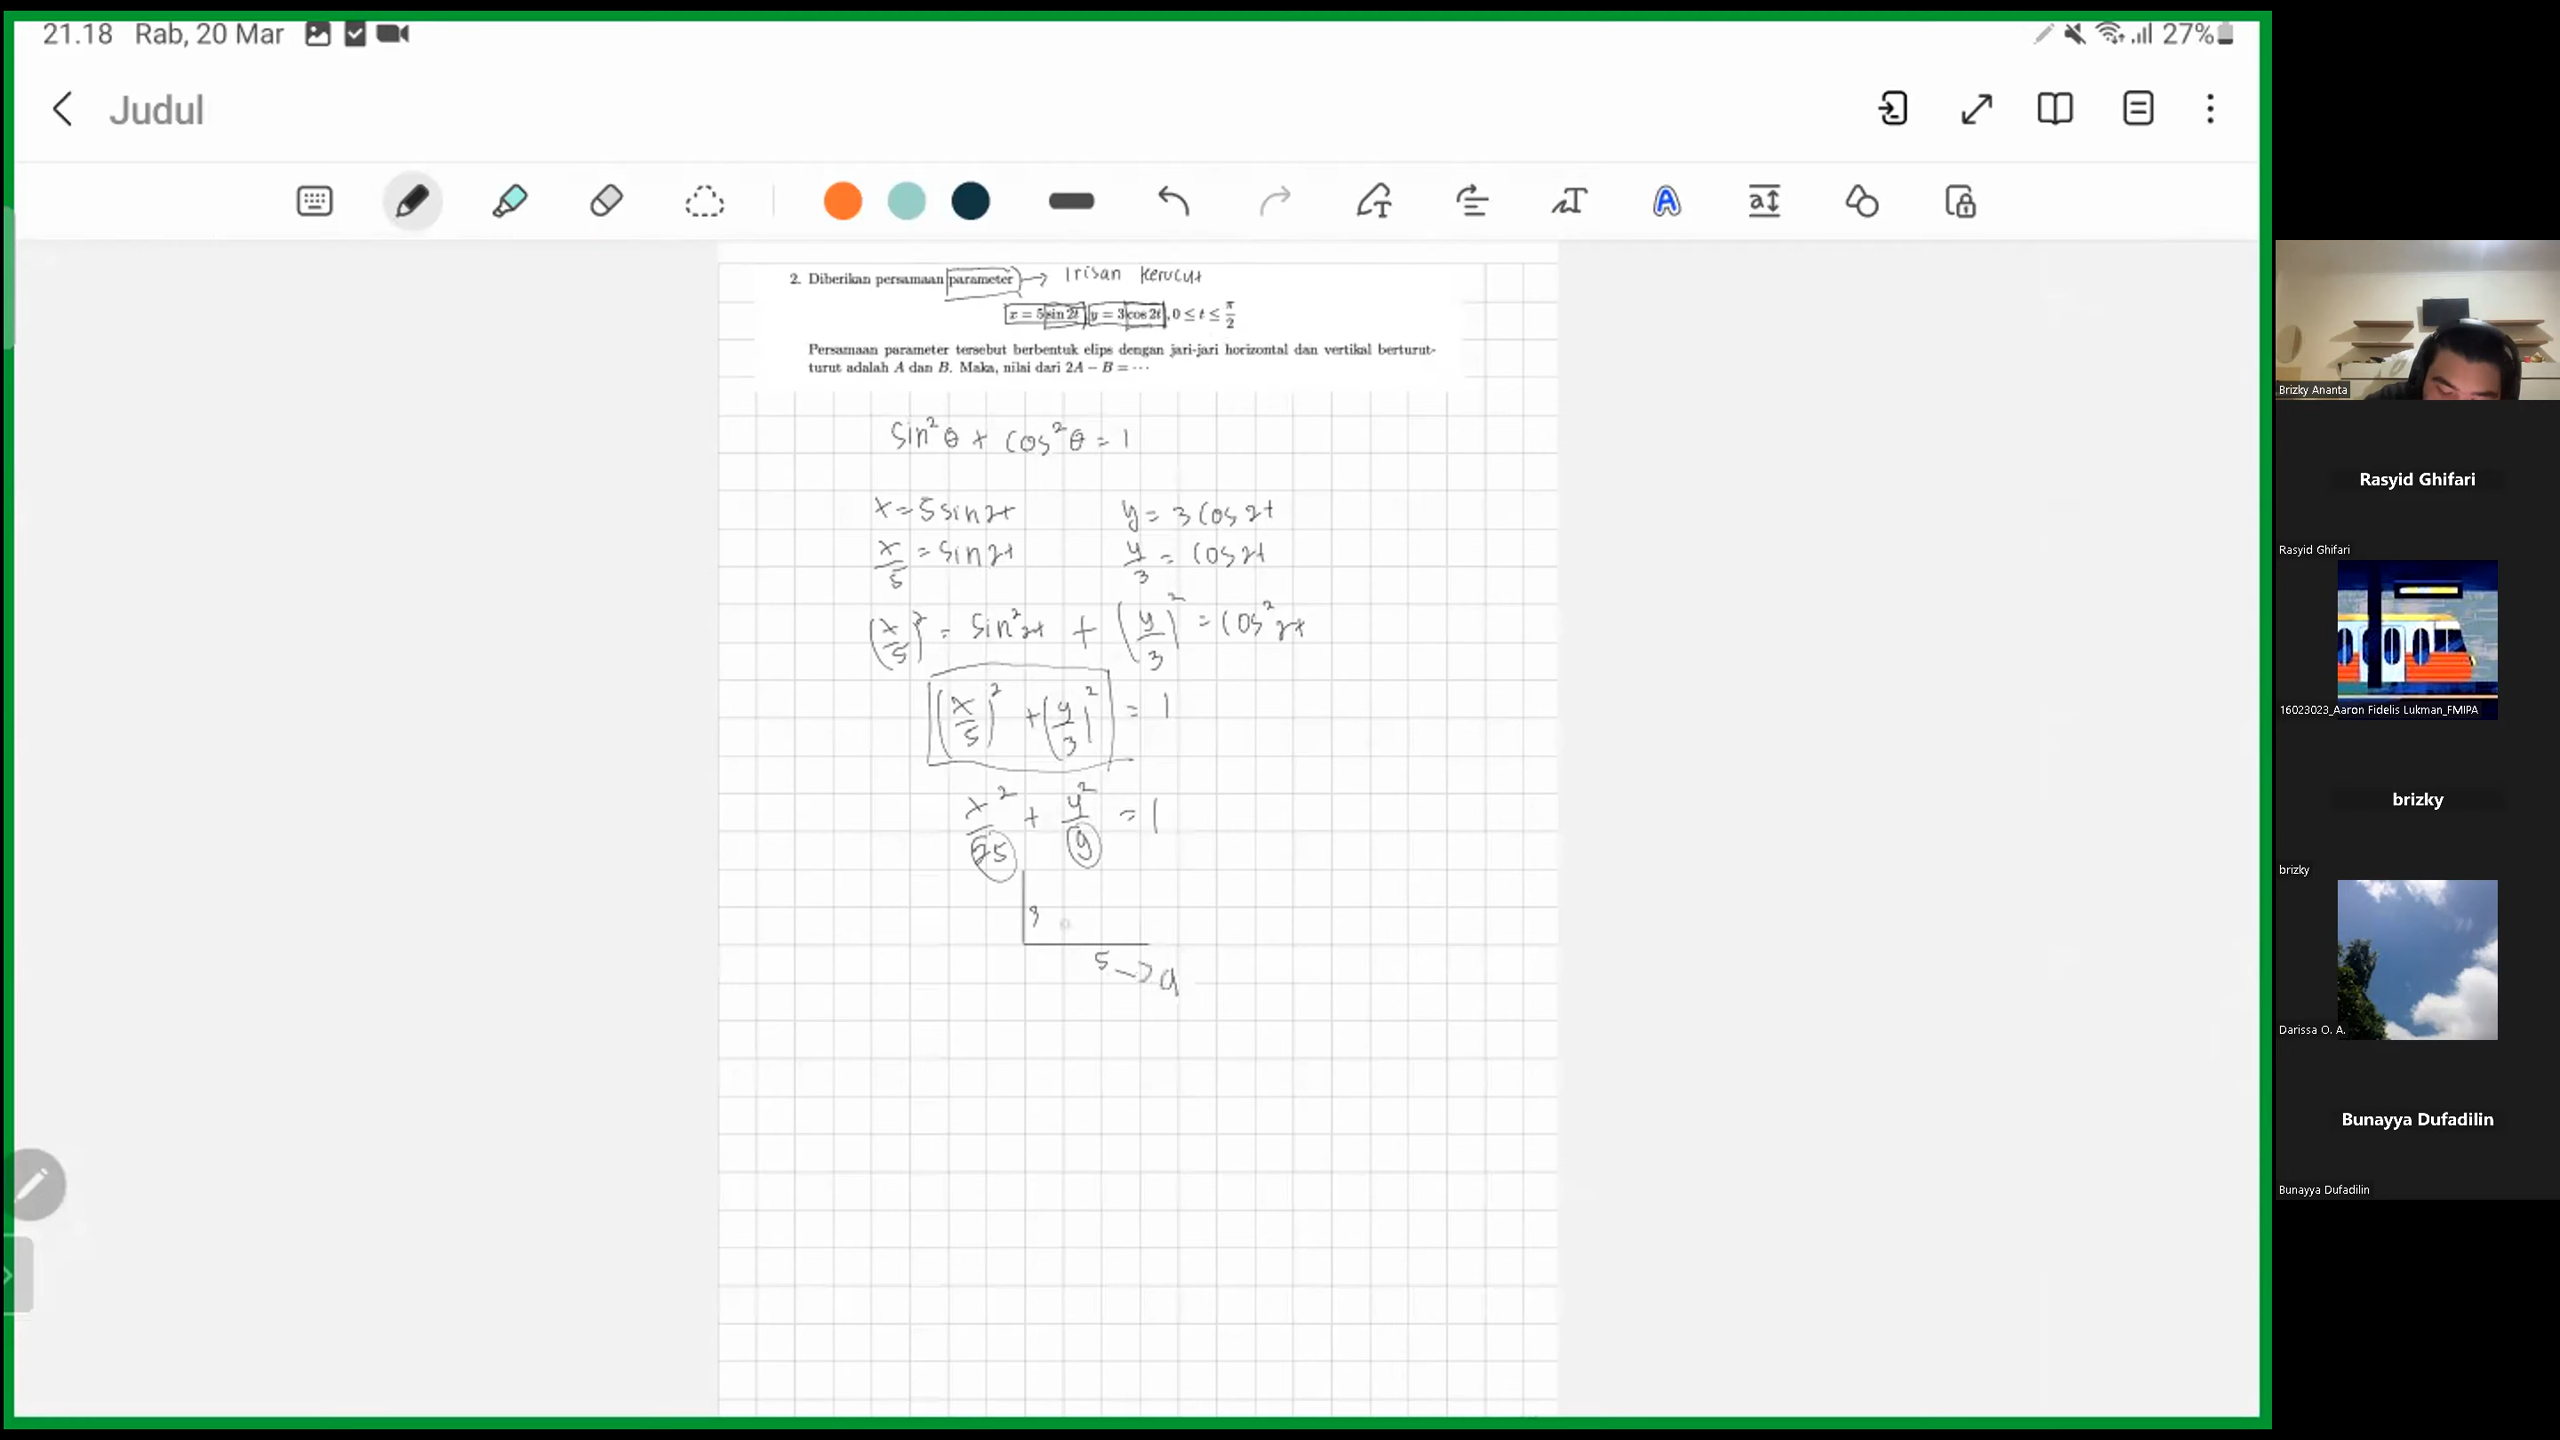 21.18 Rab, 20 Mar 27%
Judul
2. Diberikan persamaan parameter → Irisan kerucut
x = 5 sin 2t, y = 3 cos 2t, 0 ≤ t ≤ π/2
Persamaan parameter tersebut berbentuk elips dengan jari-jari horizontal dan vertikal berturut-
turut adalah A dan B. Maka, nilai dari 2A − B = ···
sin²θ + cos²θ = 1
x = 5 sin 2t y = 3 cos 2t
x/5 = sin 2t y/3 = cos 2t
(x/5)² = sin² 2t + (y/3)² = cos² 2t
(x/5)² + (y/3)² = 1
x²/25 + y²/9 = 1
3
5 → a
Brizky Ananta
Rasyid Ghifari
Rasyid Ghifari
16023023_Aaron Fidelis Lukman_FMIPA
brizky
brizky
Darissa O. A.
Bunayya Dufadilin
Bunayya Dufadilin